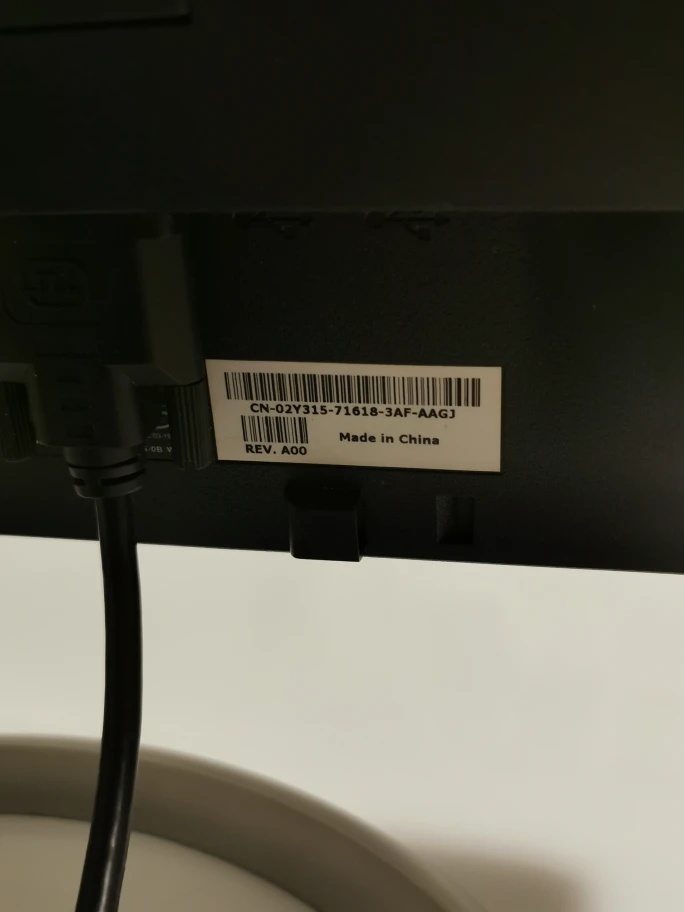 CN-02Y315-71618-3AF-AAGJ
REV. A00
Made in China